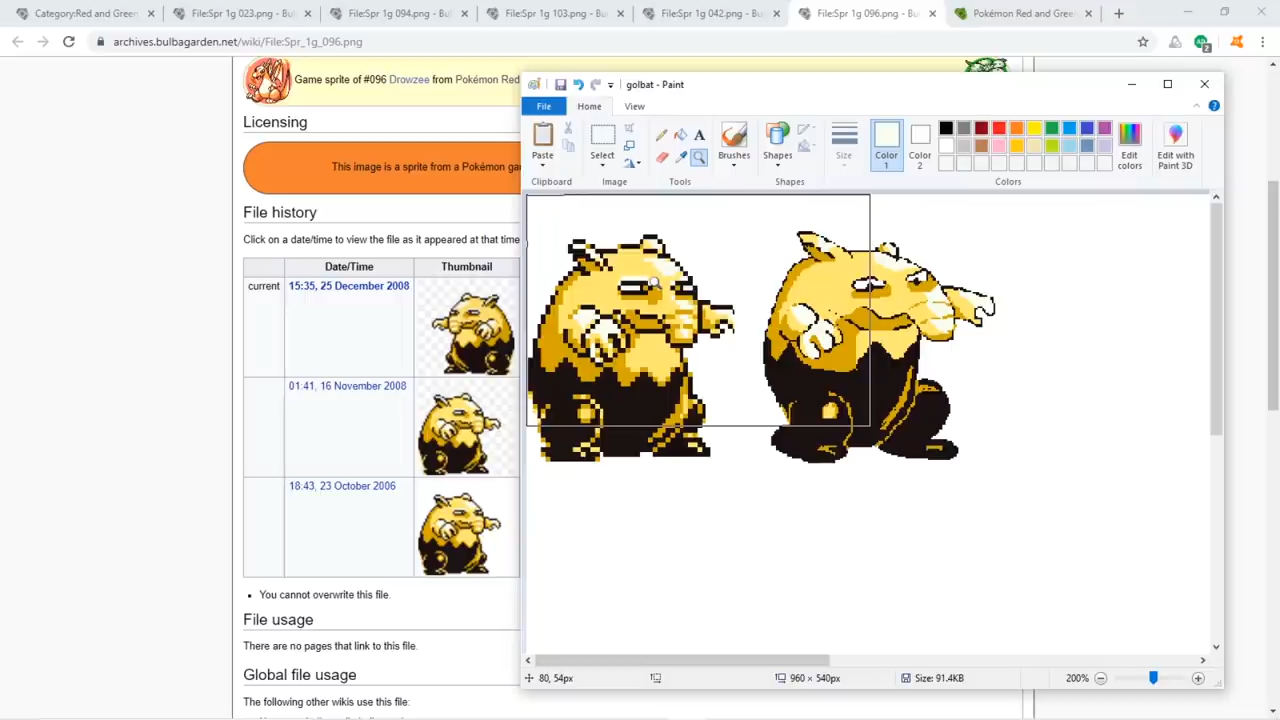 Category:Red and Green
File:Spr 1g 023.png - Bul
File:Spr 1g 094.png - Bul
File:Spr 1g 103.png - Bul
File:Spr 1g 042.png - Bul
File:Spr 1g 096.png - Bul
Pokémon Red and Green
archives.bulbagarden.net/wiki/File:Spr_1g_096.png
2
Game sprite of #096 Drowzee from Pokémon Red
Licensing
This image is a sprite from a Pokémon ga
File history
Click on a date/time to view the file as it appeared at that time
Date/Time Thumbnail
current 15:35, 25 December 2008
01:41, 16 November 2008
18:43, 23 October 2006
You cannot overwrite this file.
File usage
There are no pages that link to this file.
Global file usage
The following other wikis use this file:
golbat - Paint
File Home View
Paste
Select
A
Brushes
Shapes
Size
Color
1
Color
2
Edit
colors
Edit with
Paint 3D
Clipboard Image Tools Shapes Colors
80, 54px
960 × 540px
Size: 91.4KB
200%